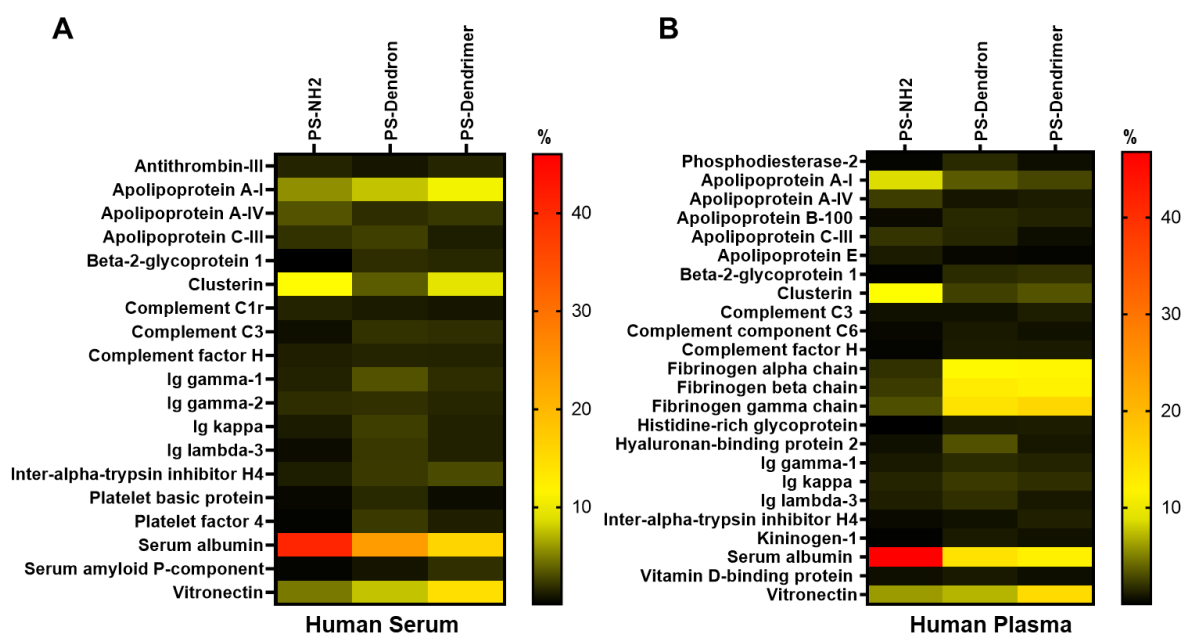 A
PS-NH2
PS-Dendron
PS-Dendrimer
%
Antithrombin-III
Apolipoprotein A-I
Apolipoprotein A-IV
Apolipoprotein C-III
Beta-2-glycoprotein 1
Clusterin
Complement C1r
Complement C3
Complement factor H
Ig gamma-1
Ig gamma-2
Ig kappa
Ig lambda-3
Inter-alpha-trypsin inhibitor H4
Platelet basic protein
Platelet factor 4
Serum albumin
Serum amyloid P-component
Vitronectin
40
30
20
10
Human Serum
B
PS-NH2
PS-Dendron
PS-Dendrimer
%
Phosphodiesterase-2
Apolipoprotein A-I
Apolipoprotein A-IV
Apolipoprotein B-100
Apolipoprotein C-III
Apolipoprotein E
Beta-2-glycoprotein 1
Clusterin
Complement C3
Complement component C6
Complement factor H
Fibrinogen alpha chain
Fibrinogen beta chain
Fibrinogen gamma chain
Histidine-rich glycoprotein
Hyaluronan-binding protein 2
Ig gamma-1
Ig kappa
Ig lambda-3
Inter-alpha-trypsin inhibitor H4
Kininogen-1
Serum albumin
Vitamin D-binding protein
Vitronectin
40
30
20
10
Human Plasma